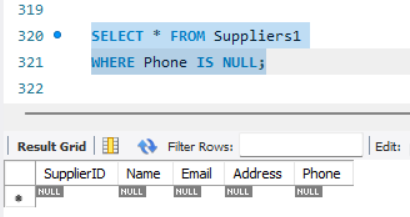 319
320 SELECT * FROM Suppliers1
321 WHERE Phone IS NULL;
322
Result Grid Filter Rows: Edit:
SupplierID Name Email Address Phone
* NULL NULL NULL NULL NULL